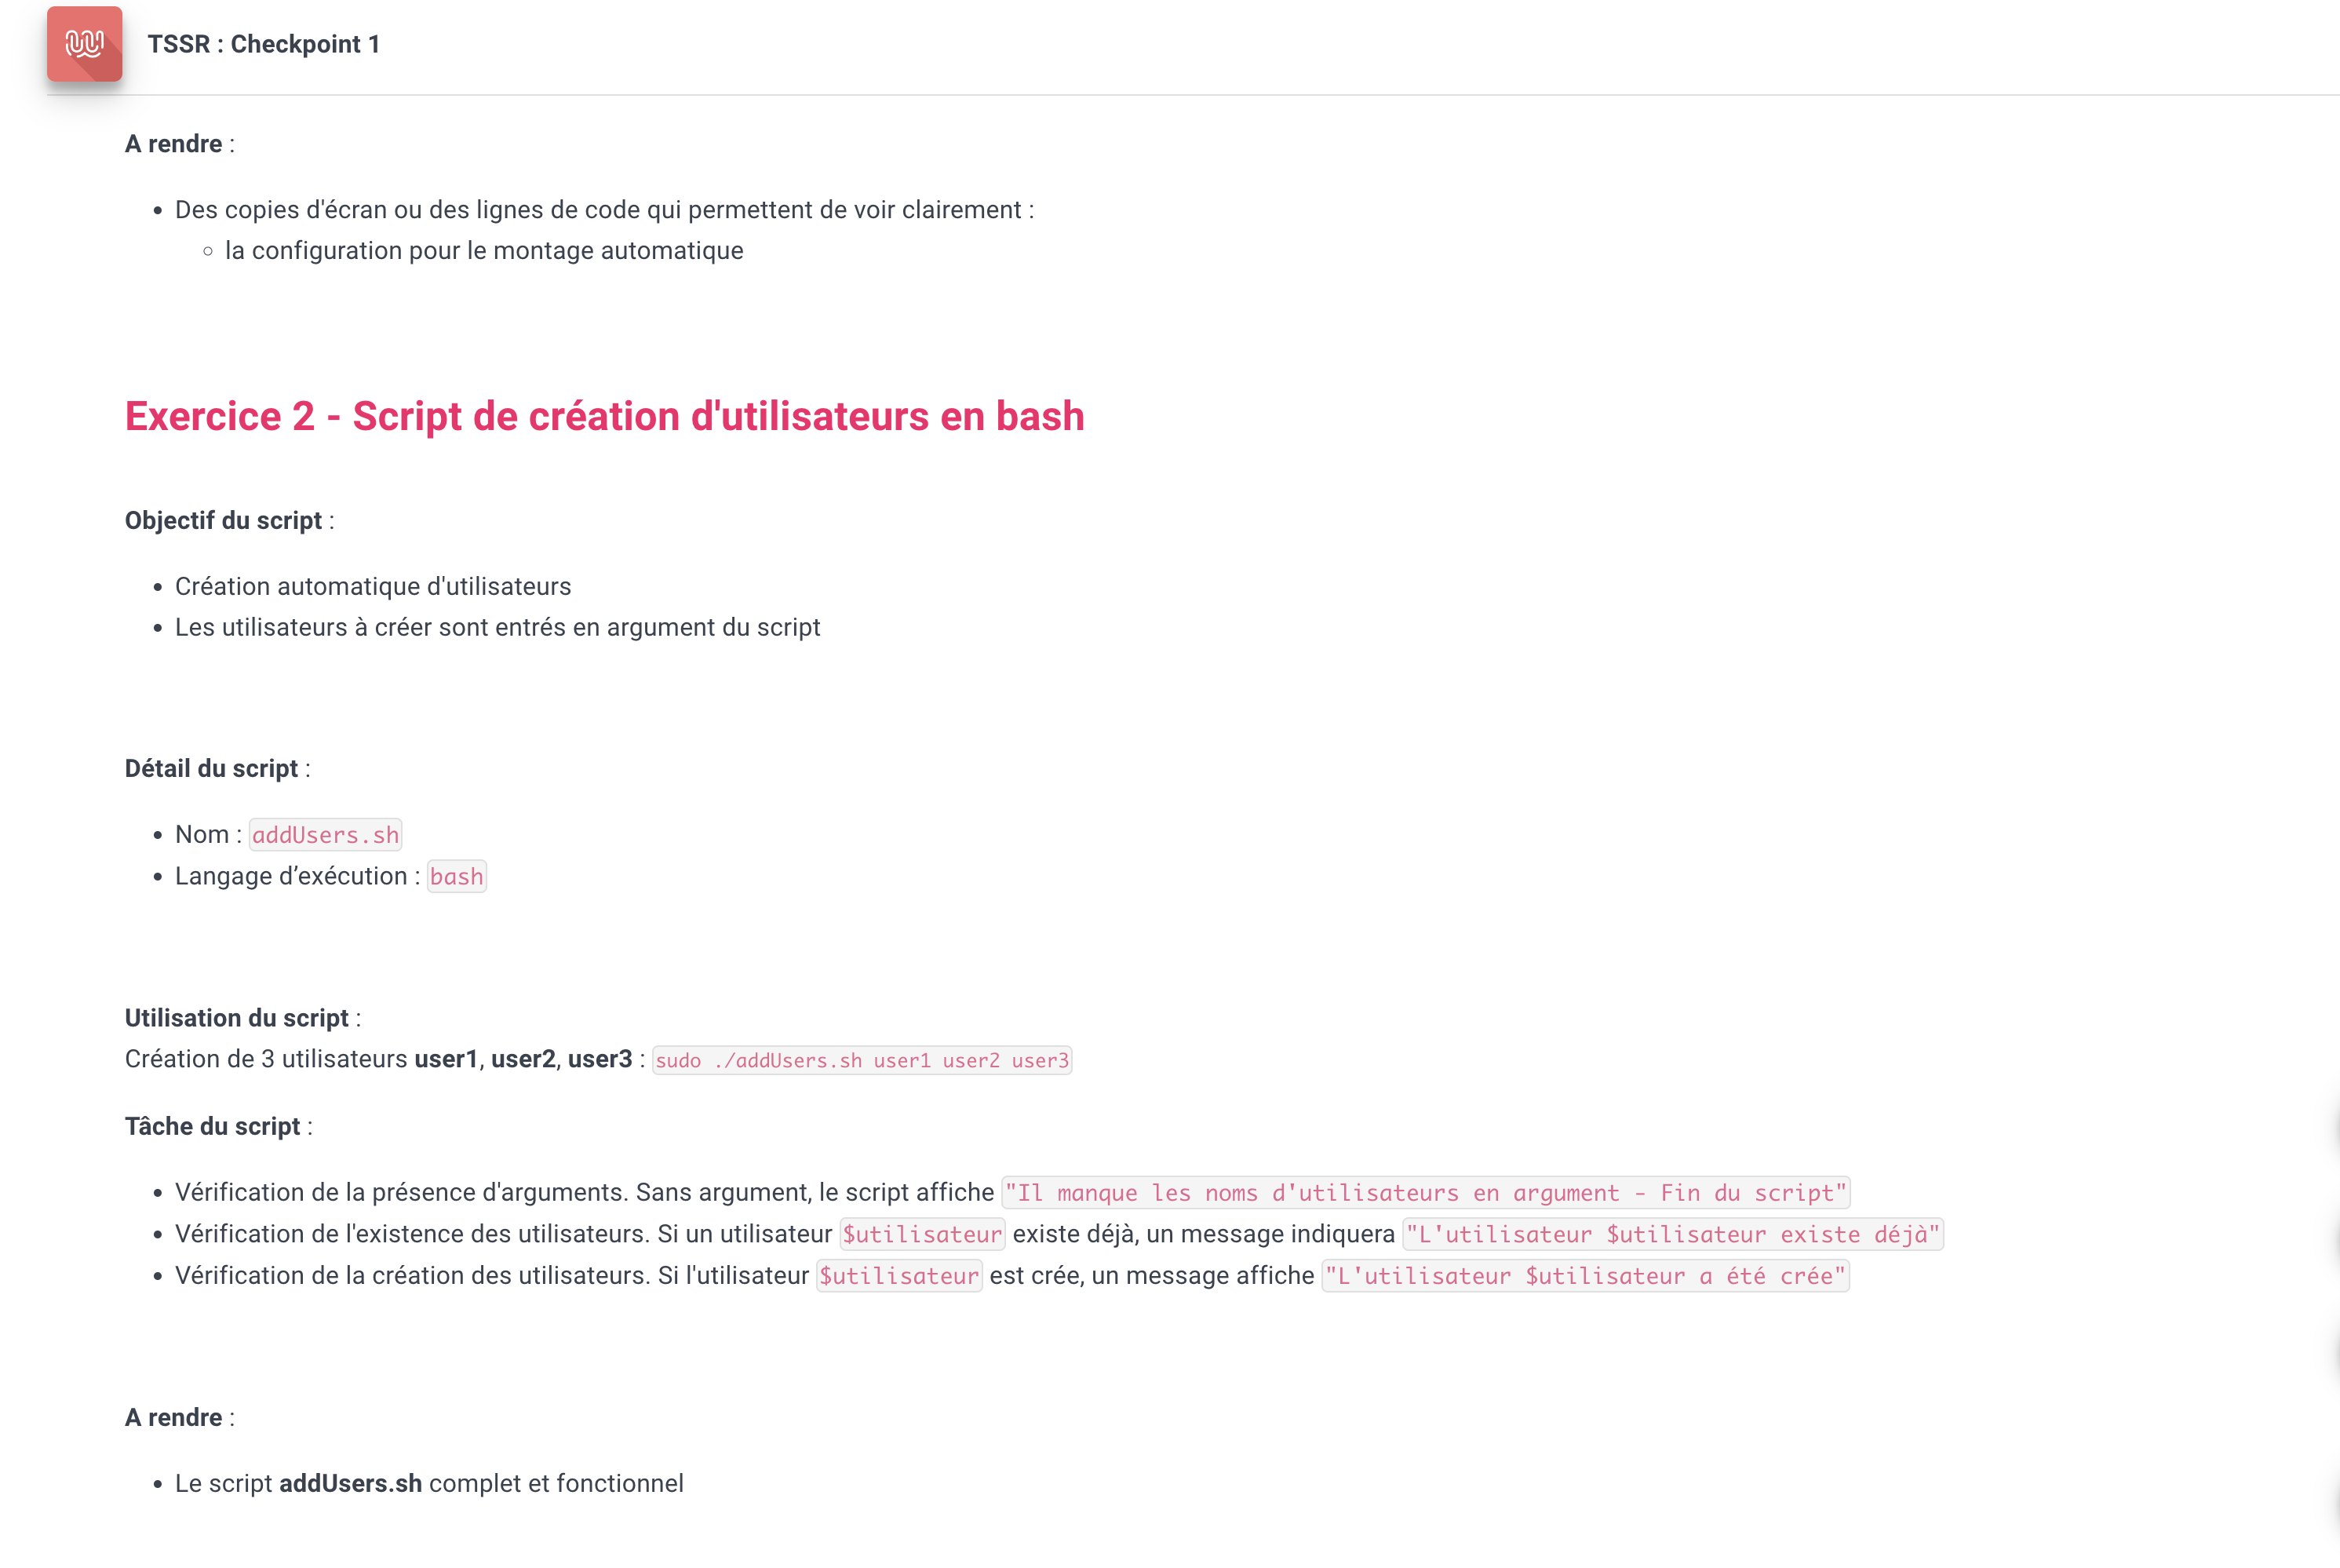 TSSR : Checkpoint 1
A rendre :
Des copies d'écran ou des lignes de code qui permettent de voir clairement :
la configuration pour le montage automatique
Exercice 2 - Script de création d'utilisateurs en bash
Objectif du script :
Création automatique d'utilisateurs
Les utilisateurs à créer sont entrés en argument du script
Détail du script :
Nom : addUsers.sh
Langage d’exécution : bash
Utilisation du script :
Création de 3 utilisateurs user1, user2, user3 : sudo ./addUsers.sh user1 user2 user3
Tâche du script :
Vérification de la présence d'arguments. Sans argument, le script affiche "Il manque les noms d'utilisateurs en argument - Fin du script"
Vérification de l'existence des utilisateurs. Si un utilisateur $utilisateur existe déjà, un message indiquera "L'utilisateur $utilisateur existe déjà"
Vérification de la création des utilisateurs. Si l'utilisateur $utilisateur est crée, un message affiche "L'utilisateur $utilisateur a été crée"
A rendre :
Le script addUsers.sh complet et fonctionnel